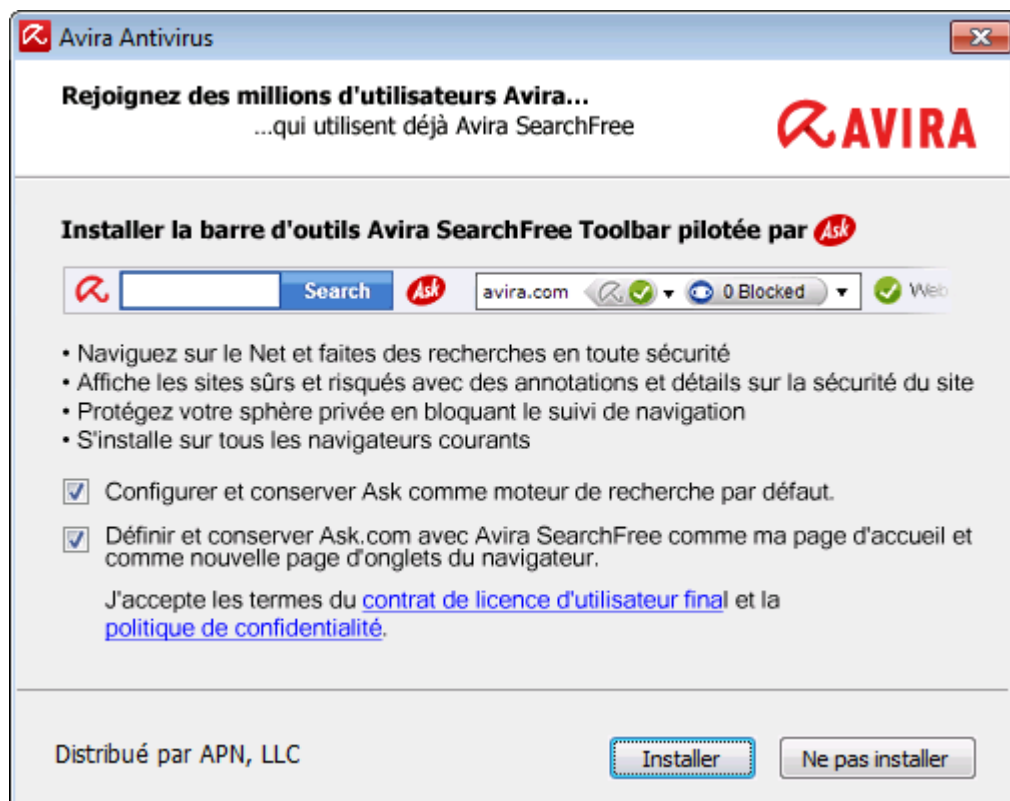 Avira Antivirus
Rejoignez des millions d'utilisateurs Avira...
...qui utilisent déjà Avira SearchFree
AVIRA
Installer la barre d'outils Avira SearchFree Toolbar pilotée par Ask
Search Ask avira.com 0 Blocked Web
• Naviguez sur le Net et faites des recherches en toute sécurité
• Affiche les sites sûrs et risqués avec des annotations et détails sur la sécurité du site
• Protégez votre sphère privée en bloquant le suivi de navigation
• S'installe sur tous les navigateurs courants
Configurer et conserver Ask comme moteur de recherche par défaut.
Définir et conserver Ask.com avec Avira SearchFree comme ma page d'accueil et
comme nouvelle page d'onglets du navigateur.
J'accepte les termes du contrat de licence d'utilisateur final et la
politique de confidentialité.
Distribué par APN, LLC
Installer
Ne pas installer